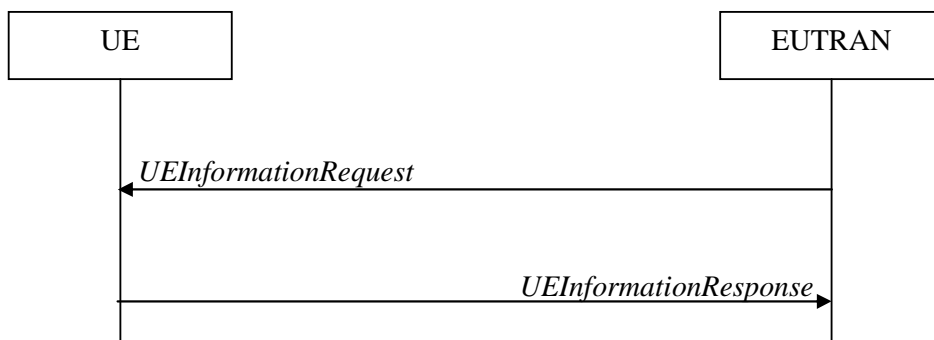 UE
EUTRAN
UEInformationRequest
UEInformationResponse